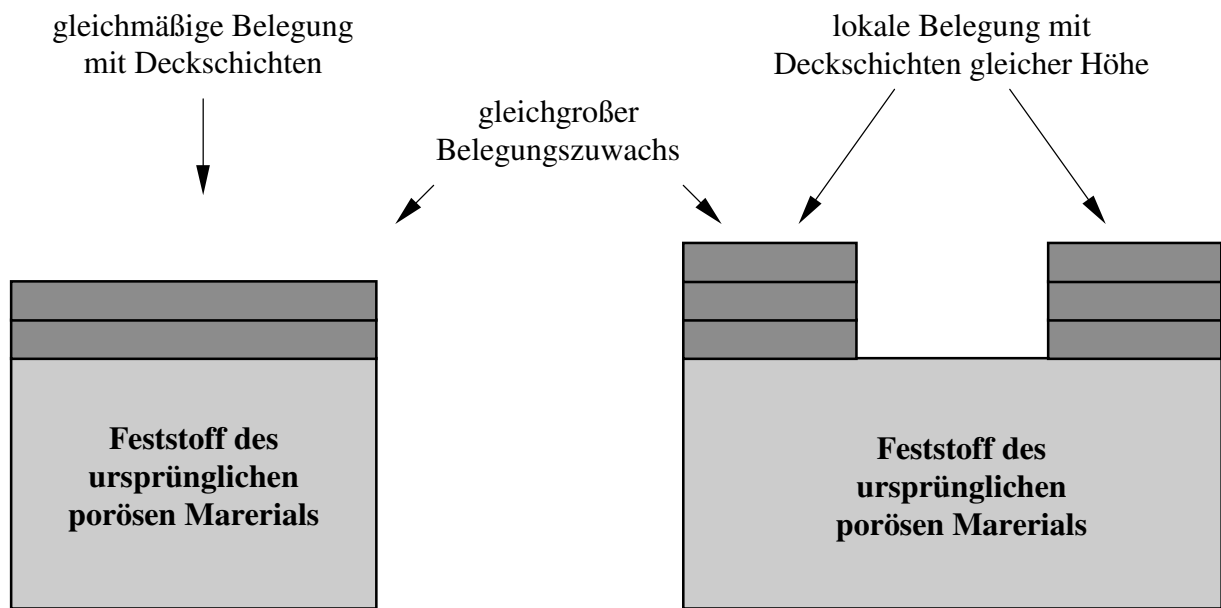 gleichmäßige Belegung
mit Deckschichten
lokale Belegung mit
Deckschichten gleicher Höhe
gleichgroßer
Belegungszuwachs
Feststoff des
ursprünglichen
porösen Marerials
Feststoff des
ursprünglichen
porösen Marerials